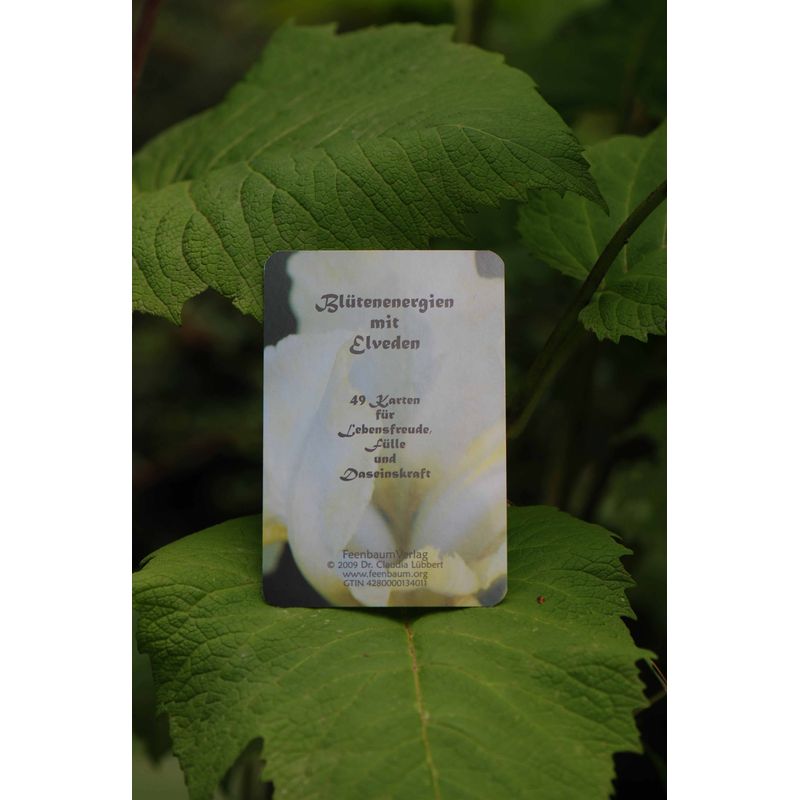 Blütenenergien
mit
Elveden
49 Karten
für
Lebensfreude,
Fülle
und
Daseinskraft
FeenbaumVerlag
© 2009 Dr. Claudia Lübbert
www.feenbaum.org
GTIN 4280000134011